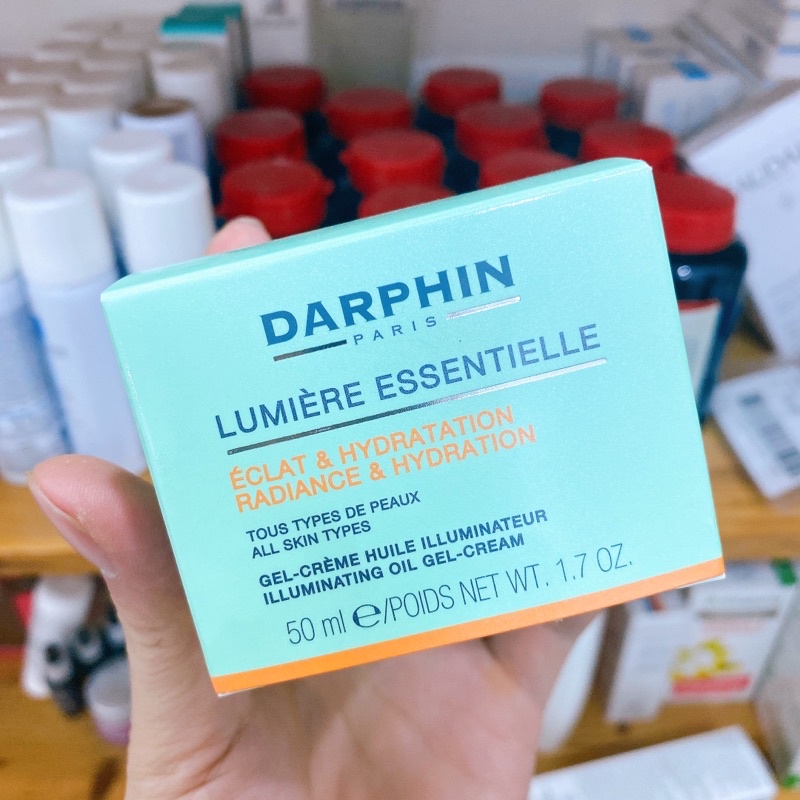 DARPHIN
PARIS
LUMIÈRE ESSENTIELLE
ÉCLAT & HYDRATATION
RADIANCE & HYDRATION
TOUS TYPES DE PEAUX
ALL SKIN TYPES
GEL-CRÈME HUILE ILLUMINATEUR
ILLUMINATING OIL GEL-CREAM
50 ml ℮/POIDS NET WT. 1.7 OZ.